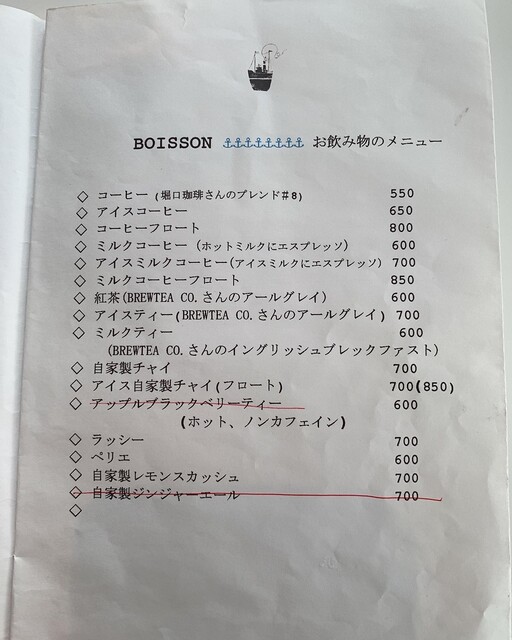 BOISSON ⚓⚓⚓⚓⚓⚓⚓⚓ お飲み物のメニュー
◇ コーヒー (堀口珈琲さんのブレンド#8) 550
◇ アイスコーヒー 650
◇ コーヒーフロート 800
◇ ミルクコーヒー (ホットミルクにエスプレッソ) 600
◇ アイスミルクコーヒー(アイスミルクにエスプレッソ) 700
◇ ミルクコーヒーフロート 850
◇ 紅茶(BREWTEA CO.さんのアールグレイ) 600
◇ アイスティー(BREWTEA CO.さんのアールグレイ) 700
◇ ミルクティー 600
(BREWTEA CO.さんのイングリッシュブレックファスト)
◇ 自家製チャイ 700
◇ アイス自家製チャイ(フロート) 700(850)
◇ アップルブラックベリーティー 600
(ホット、ノンカフェイン)
◇ ラッシー 700
◇ ペリエ 600
◇ 自家製レモンスカッシュ 700
◇ 自家製ジンジャーエール 700
◇